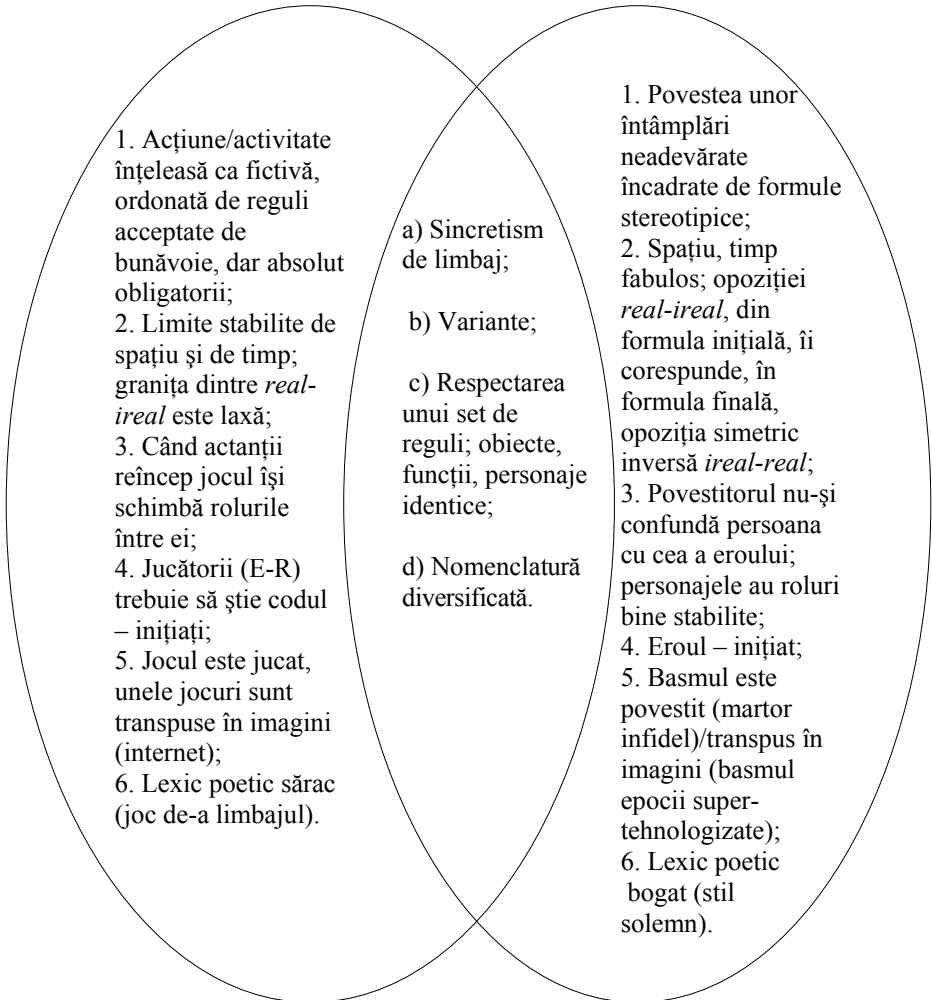 1. Acțiune/activitate
înțeleasă ca fictivă,
ordonată de reguli
acceptate de
bunăvoie, dar absolut
obligatorii;
2. Limite stabilite de
spațiu şi de timp;
granița dintre real-
ireal este laxă;
3. Când actanții
reîncep jocul îşi
schimbă rolurile
între ei;
4. Jucătorii (E-R)
trebuie să ştie codul
– inițiați;
5. Jocul este jucat,
unele jocuri sunt
transpuse în imagini
(internet);
6. Lexic poetic sărac
(joc de-a limbajul).
a) Sincretism
de limbaj;
b) Variante;
c) Respectarea
unui set de
reguli; obiecte,
funcții, personaje
identice;
d) Nomenclatură
diversificată.
1. Povestea unor
întâmplări
neadevărate
încadrate de formule
stereotipice;
2. Spațiu, timp
fabulos; opoziției
real-ireal, din
formula inițială, îi
corespunde, în
formula finală,
opoziția simetric
inversă ireal-real;
3. Povestitorul nu-şi
confundă persoana
cu cea a eroului;
personajele au roluri
bine stabilite;
4. Eroul – inițiat;
5. Basmul este
povestit (martor
infidel)/transpus în
imagini (basmul
epocii super-
tehnologizate);
6. Lexic poetic
bogat (stil
solemn).